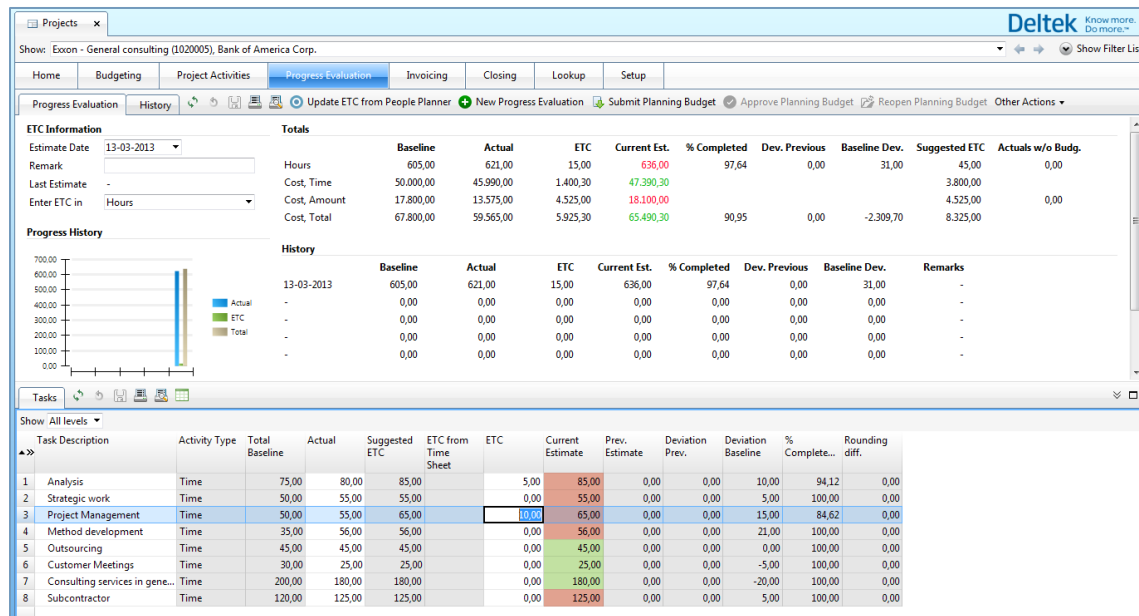 Projects x
Deltek Know more. Do more.™
Show: Exxon - General consulting (1020005), Bank of America Corp. Show Filter Lis
Home Budgeting Project Activities Progress Evaluation Invoicing Closing Lookup Setup
Progress Evaluation History Update ETC from People Planner New Progress Evaluation Submit Planning Budget Approve Planning Budget Reopen Planning Budget Other Actions
ETC Information Totals
Estimate Date 13-03-2013 Baseline Actual ETC Current Est. % Completed Dev. Previous Baseline Dev. Suggested ETC Actuals w/o Budg.
Remark Hours 605,00 621,00 15,00 636,00 97,64 0,00 31,00 45,00 0,00
Last Estimate - Cost, Time 50.000,00 45.990,00 1.400,30 47.390,30 3.800,00
Enter ETC in Hours Cost, Amount 17.800,00 13.575,00 4.525,00 18.100,00 4.525,00 0,00
Cost, Total 67.800,00 59.565,00 5.925,30 65.490,30 90,95 0,00 -2.309,70 8.325,00
Progress History
History
700.00 Baseline Actual ETC Current Est. % Completed Dev. Previous Baseline Dev. Remarks
600.00 13-03-2013 605,00 621,00 15,00 636,00 97,64 0,00 31,00 -
500.00
400.00 Actual - 0,00 0,00 0,00 0,00 0,00 0,00 0,00 -
300.00 ETC - 0,00 0,00 0,00 0,00 0,00 0,00 0,00 -
200.00 Total - 0,00 0,00 0,00 0,00 0,00 0,00 0,00 -
100.00 - 0,00 0,00 0,00 0,00 0,00 0,00 0,00 -
0.00
Tasks
Show All levels
Task Description Activity Type Total Baseline Actual Suggested ETC ETC from Time Sheet ETC Current Estimate Prev. Estimate Deviation Prev. Deviation Baseline % Complete... Rounding diff.
1 Analysis Time 75,00 80,00 85,00 5,00 85,00 0,00 0,00 10,00 94,12 0,00
2 Strategic work Time 50,00 55,00 55,00 0,00 55,00 0,00 0,00 5,00 100,00 0,00
3 Project Management Time 50,00 55,00 65,00 10,00 65,00 0,00 0,00 15,00 84,62 0,00
4 Method development Time 35,00 56,00 56,00 0,00 56,00 0,00 0,00 21,00 100,00 0,00
5 Outsourcing Time 45,00 45,00 45,00 0,00 45,00 0,00 0,00 0,00 100,00 0,00
6 Customer Meetings Time 30,00 25,00 25,00 0,00 25,00 0,00 0,00 -5,00 100,00 0,00
7 Consulting services in gene... Time 200,00 180,00 180,00 0,00 180,00 0,00 0,00 -20,00 100,00 0,00
8 Subcontractor Time 120,00 125,00 125,00 0,00 125,00 0,00 0,00 5,00 100,00 0,00